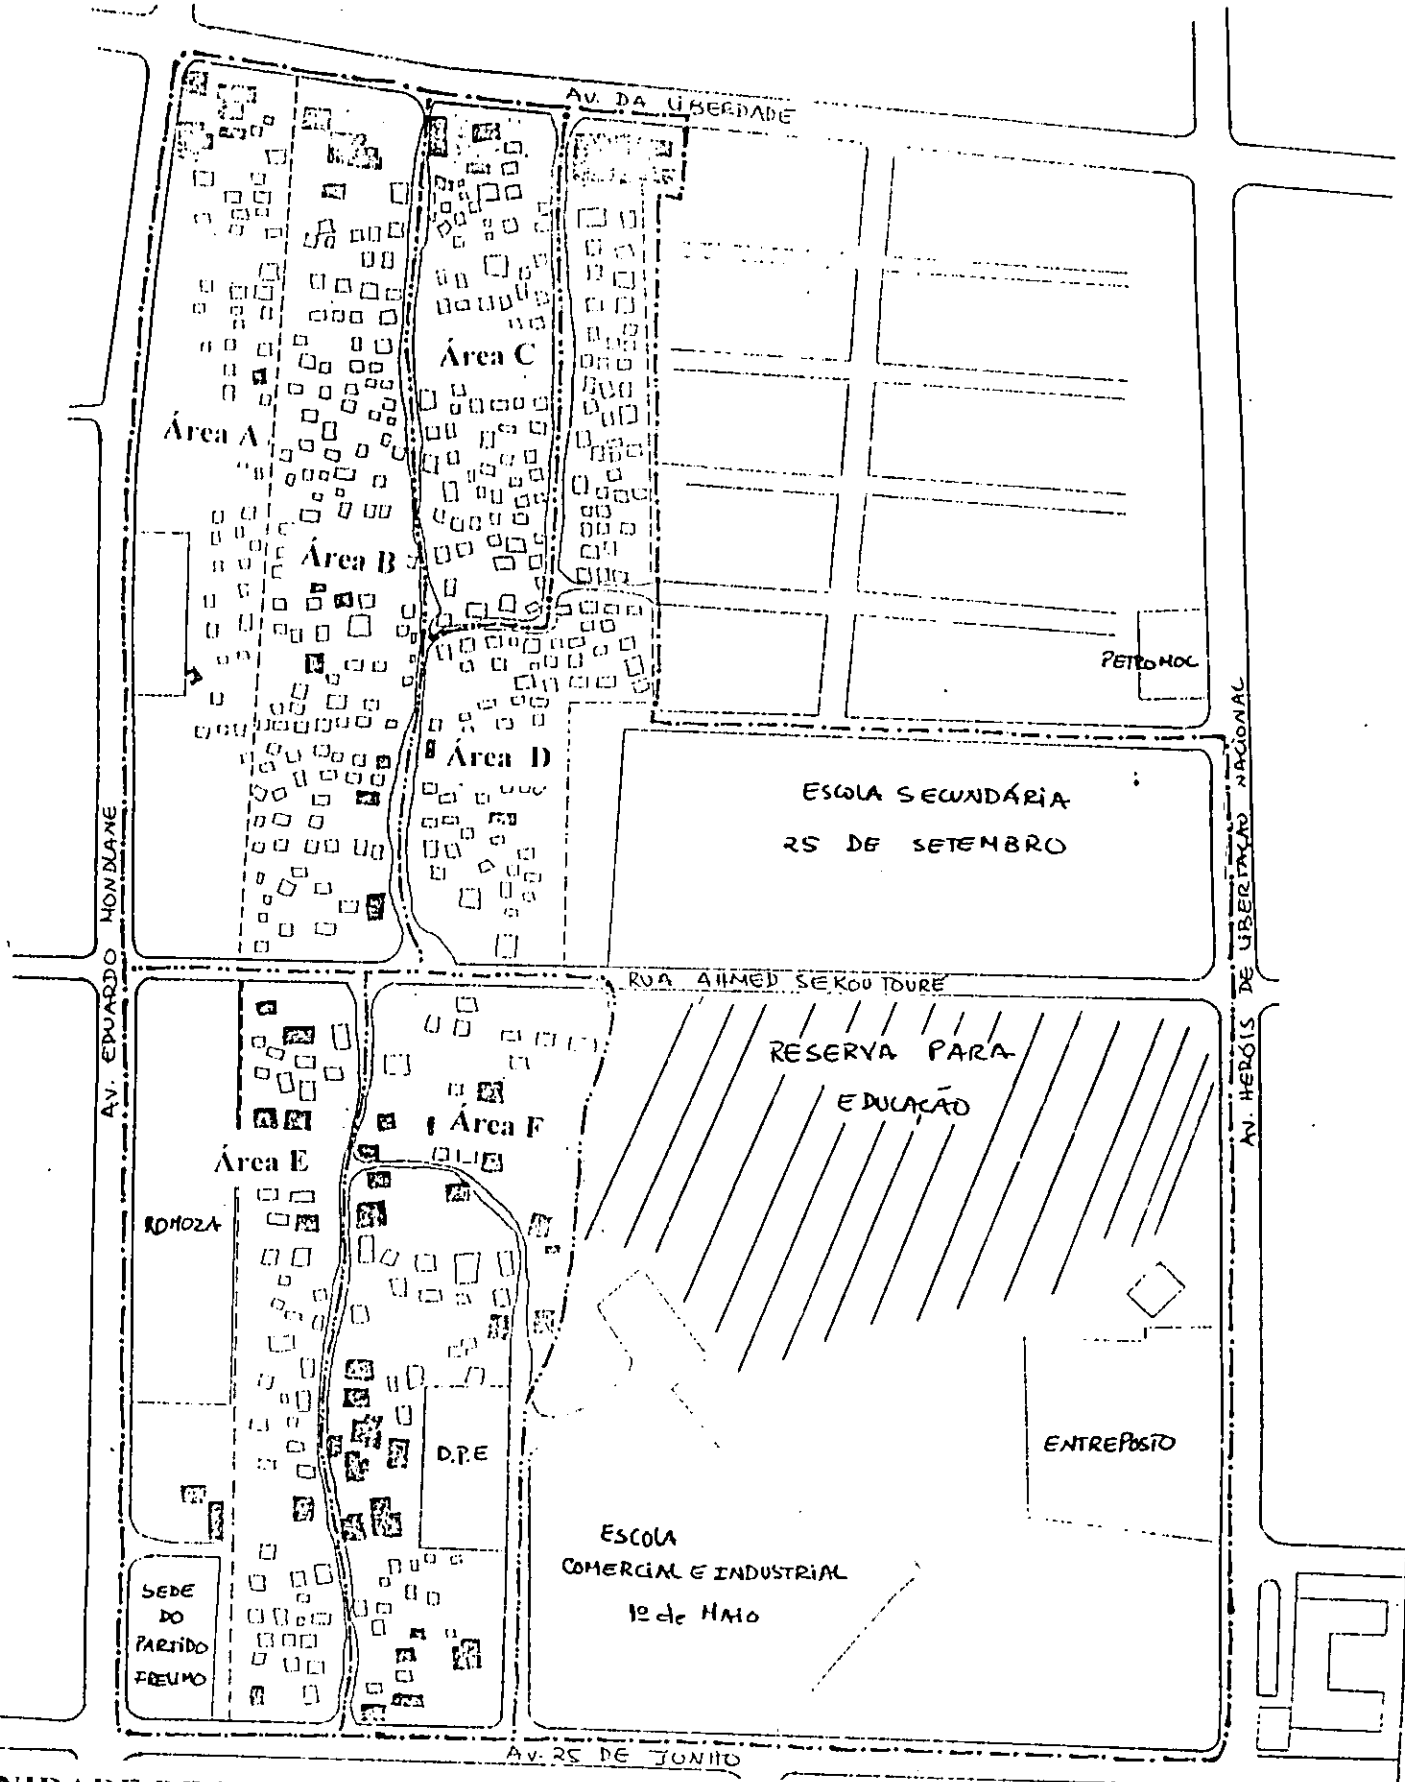 AV. DA LIBERDADE
Área C
Área A
Área B
PETROMOC
Área D
ESCOLA SECUNDÁRIA
25 DE SETEMBRO
AV. EDUARDO MONDLANE
AV. HERÓIS DE LIBERTAÇÃO NACIONAL
RUA AHMED SEKOU TOURE
RESERVA PARA
EDUCAÇÃO
Área F
Área E
ROMOZA
D.P.E
ENTREPOSTO
ESCOLA
COMERCIAL E INDUSTRIAL
1º de MAIO
SEDE
DO
PARTIDO
FRELIMO
AV. 25 DE JUNHO